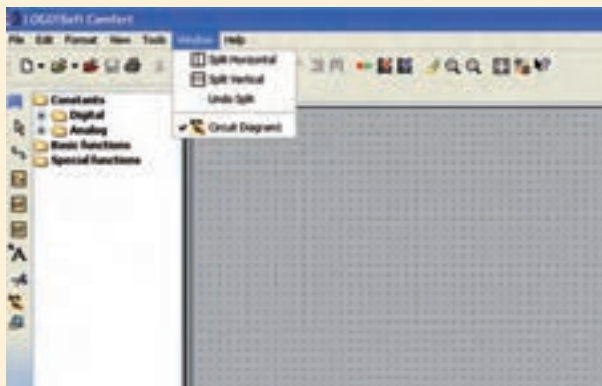 LOGO!Soft Comfort
File Edit Format View Tools Window Help
Split Horizontal
Split Vertical
Undo Split
Circuit Diagram1
Constants
Digital
Analog
Basic functions
Special functions
A